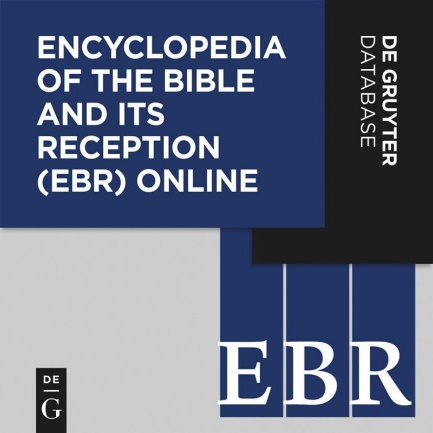 ENCYCLOPEDIA
OF THE BIBLE
AND ITS
RECEPTION
(EBR) ONLINE
DE GRUYTER
DATABASE
EBR
DE
G